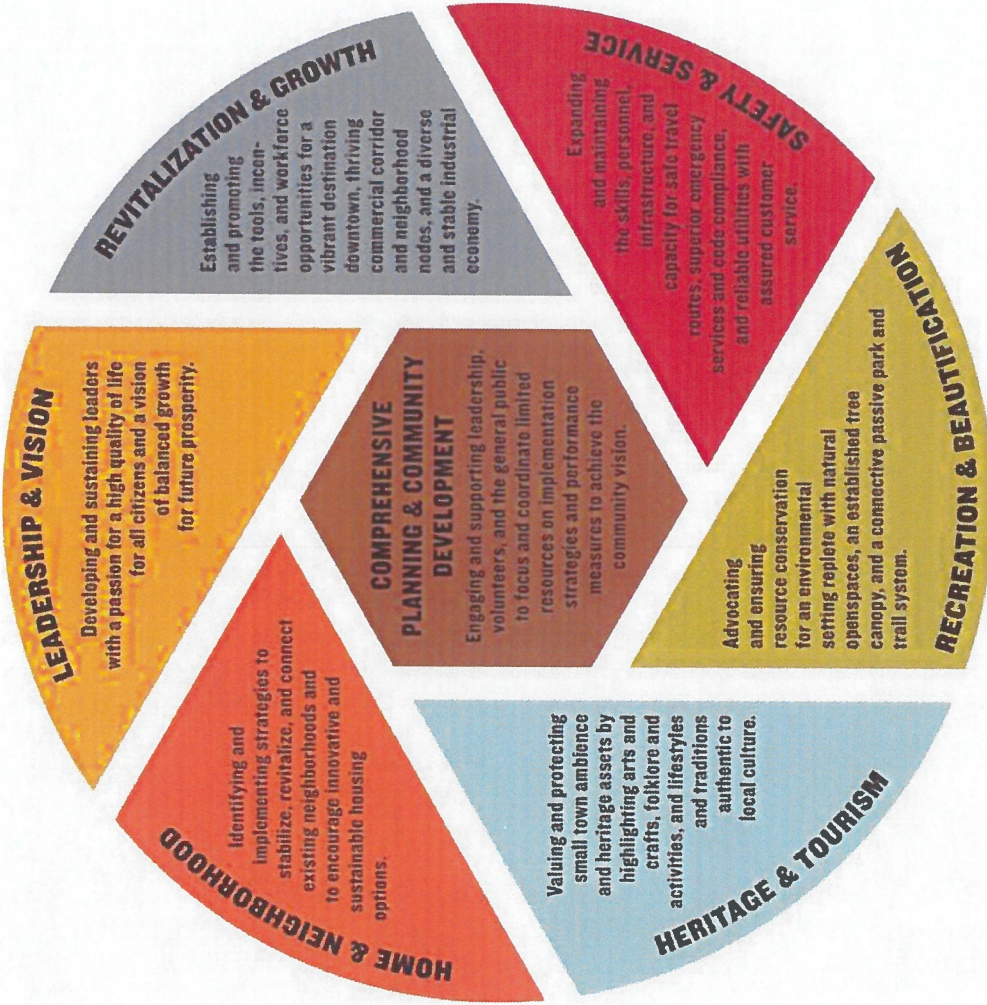 LEADERSHIP & VISION
Developing and sustaining leaders
with a passion for a high quality of life
for all citizens and a vision
of balanced growth
for future prosperity.
REVITALIZATION & GROWTH
Establishing
and promoting
the tools, incen-
tives, and workforce
opportunities for a
vibrant destination
downtown, thriving
commercial corridor
and neighborhood
nodes, and a diverse
and stable industrial
economy.
SAFETY & SERVICE
Expanding
and maintaining
the skills, personnel,
infrastructure, and
capacity for safe travel
routes, superior emergency
services and code compliance,
and reliable utilities with
assured customer
service.
RECREATION & BEAUTIFICATION
Advocating
and ensuring
resource conservation
for an environmental
setting replete with natural
openspaces, an established tree
canopy, and a connective passive park and
trail system.
HERITAGE & TOURISM
Valuing and protecting
small town ambience
and heritage assets by
highlighting arts and
crafts, folklore and
activities, and lifestyles
and traditions
authentic to
local culture.
HOME & NEIGHBORHOOD
Identifying and
implementing strategies to
stabilize, revitalize, and connect
existing neighborhoods and
to encourage innovative and
sustainable housing
options.
COMPREHENSIVE
PLANNING & COMMUNITY
DEVELOPMENT
Engaging and supporting leadership,
volunteers, and the general public
to focus and coordinate limited
resources on implementation
strategies and performance
measures to achieve the
community vision.